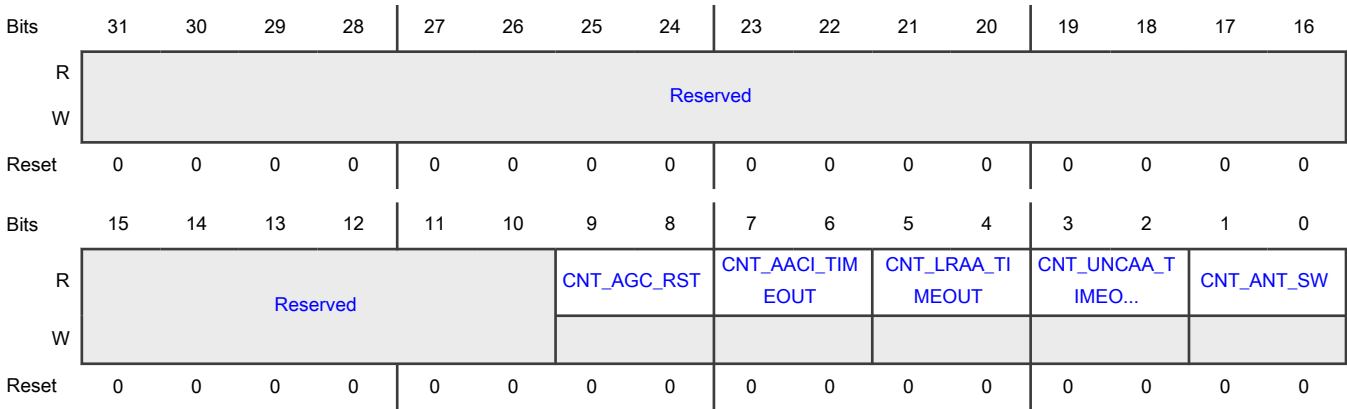 Bits 31 30 29 28 27 26 25 24 23 22 21 20 19 18 17 16
R
Reserved
W
Reset 0 0 0 0 0 0 0 0 0 0 0 0 0 0 0 0
Bits 15 14 13 12 11 10 9 8 7 6 5 4 3 2 1 0
R Reserved CNT_AGC_RST CNT_AACI_TIM CNT_LRAA_TI CNT_UNCAA_T CNT_ANT_SW
EOUT MEOUT IMEO...
W
Reset 0 0 0 0 0 0 0 0 0 0 0 0 0 0 0 0